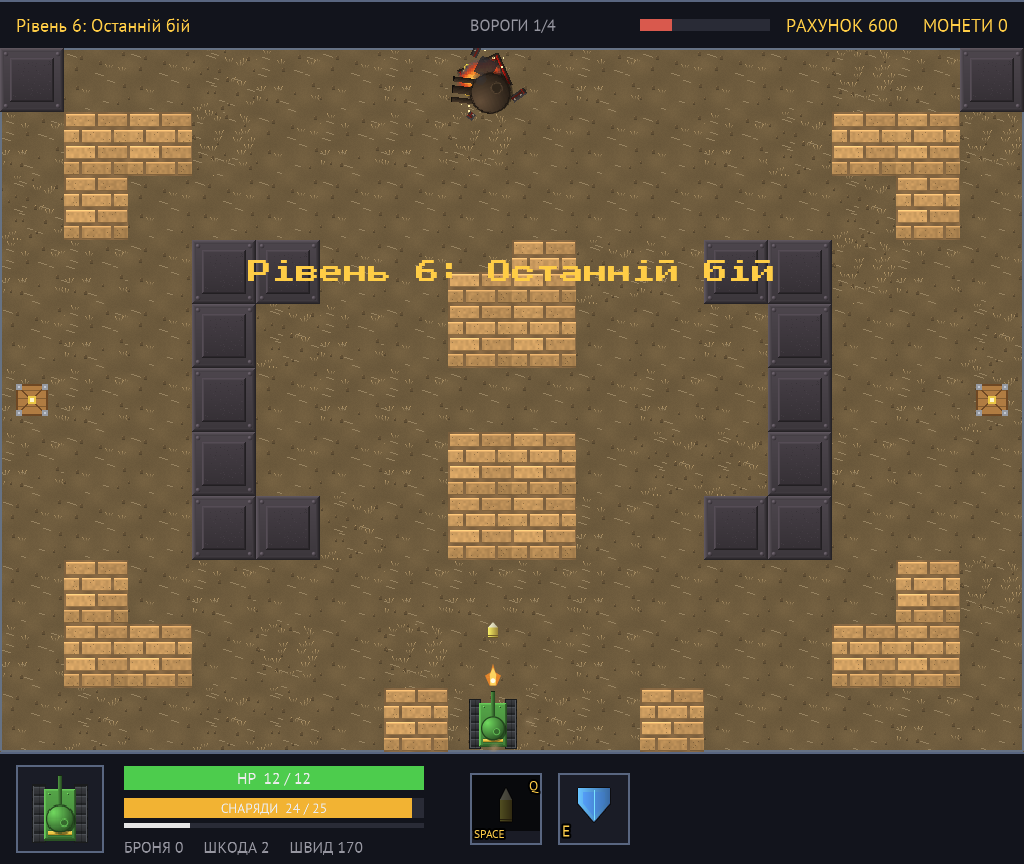 Рівень 6: Останній бій
ВОРОГИ 1/4
РАХУНОК 600
МОНЕТИ 0
Рівень 6: Останній бій
HP 12 / 12
СНАРЯДИ 24 / 25
БРОНЯ 0 ШКОДА 2 ШВИД 170
Q
SPACE
E